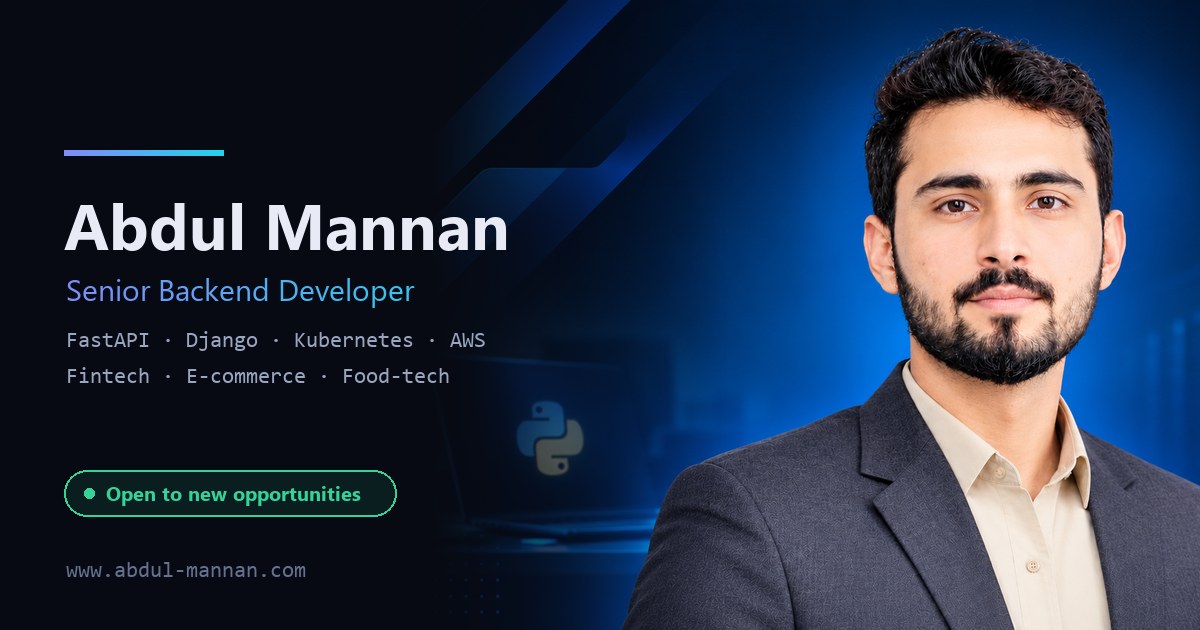 Abdul Mannan
Senior Backend Developer
FastAPI · Django · Kubernetes · AWS
Fintech · E-commerce · Food-tech
Open to new opportunities
www.abdul-mannan.com